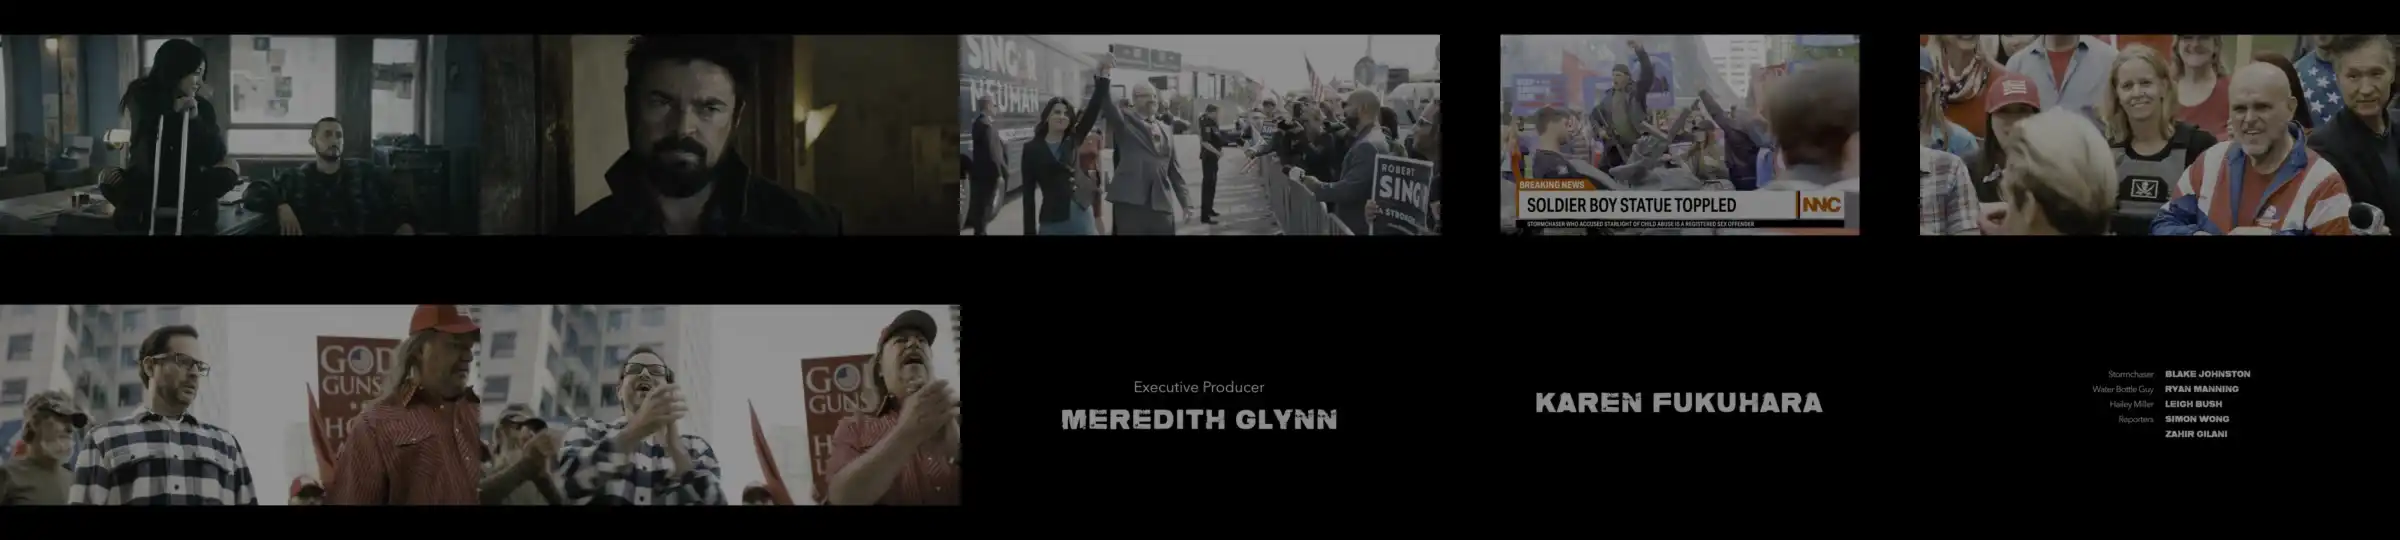 SING
NEUMAN
ROBERT
SING
A STRONG
BREAKING NEWS
SOLDIER BOY STATUE TOPPLED
NNC
STORMCHASER WHO ACCUSED STARLIGHT OF CHILD ABUSE IS A REGISTERED SEX OFFENDER
GOD
GUNS
GOD
GUNS
Executive Producer
MEREDITH GLYNN
KAREN FUKUHARA
Stormchaser BLAKE JOHNSTON
Water Bottle Guy RYAN MANNING
Hailey Miller LEIGH BUSH
Reporters SIMON WONG
ZAHIR GILANI